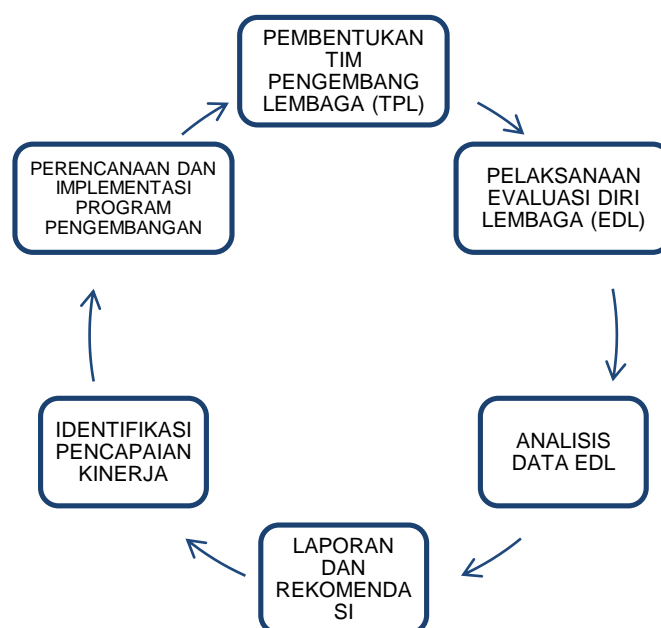 PEMBENTUKAN
TIM
PENGEMBANG
LEMBAGA (TPL)
PELAKSANAAN
EVALUASI DIRI
LEMBAGA (EDL)
ANALISIS
DATA EDL
LAPORAN
DAN
REKOMENDA
SI
IDENTIFIKASI
PENCAPAIAN
KINERJA
PERENCANAAN DAN
IMPLEMENTASI
PROGRAM
PENGEMBANGAN